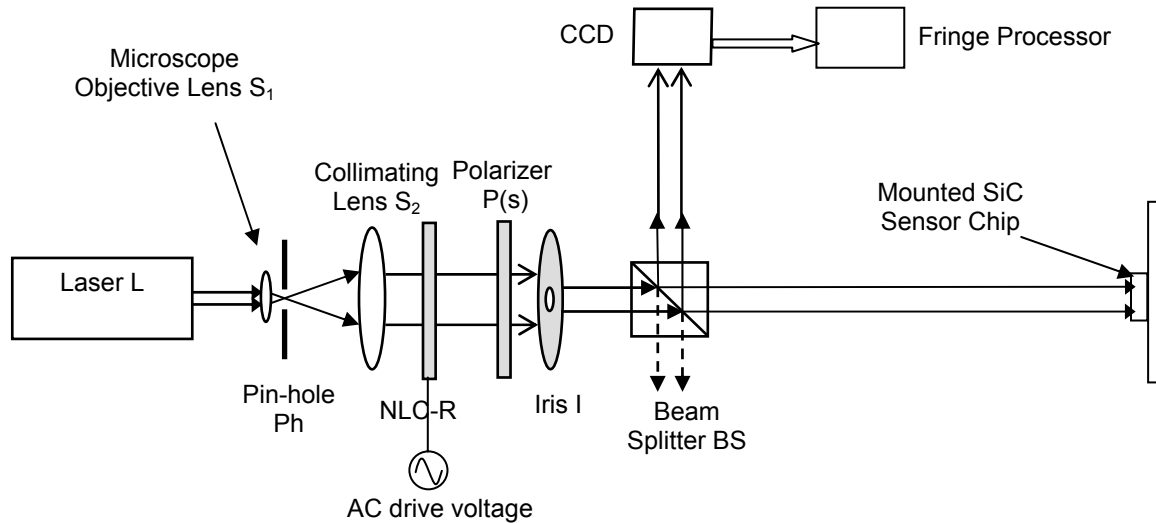 CCD
Fringe Processor
Microscope
Objective Lens S₁
Collimating
Lens S₂
Polarizer
P(s)
Mounted SiC
Sensor Chip
Laser L
Pin-hole
Ph
NLC-R
Iris I
Beam
Splitter BS
AC drive voltage